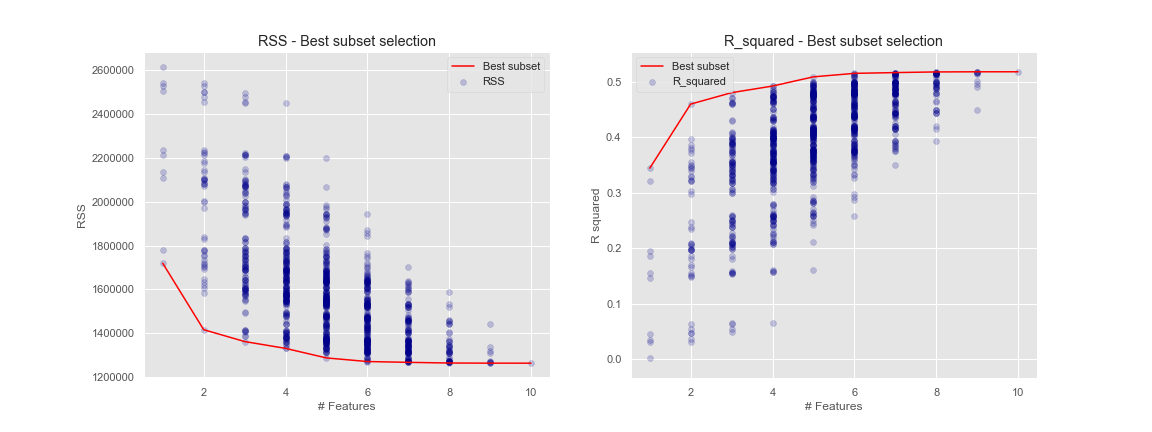 RSS - Best subset selection
2600000
2400000
2200000
2000000
1800000
1600000
1400000
1200000
RSS
Best subset
RSS
2
4
6
8
10
# Features
R_squared - Best subset selection
0.5
0.4
0.3
0.2
0.1
0.0
R squared
Best subset
R_squared
2
4
6
8
10
# Features